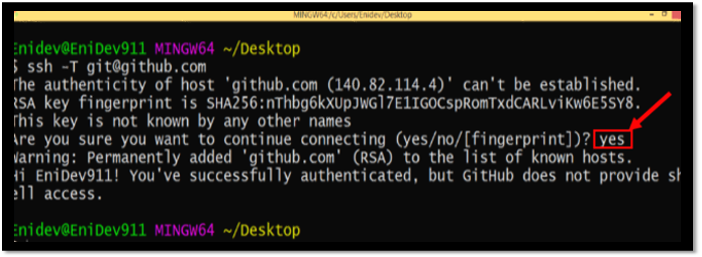 MINGW64:/c/Users/Enidev/Desktop
Enidev@EniDev911 MINGW64 ~/Desktop
$ ssh -T git@github.com
The authenticity of host 'github.com (140.82.114.4)' can't be established.
RSA key fingerprint is SHA256:nThbg6kXUpJWGl7E1IGOCspRomTxdCARLviKw6E5SY8.
This key is not known by any other names
Are you sure you want to continue connecting (yes/no/[fingerprint])? yes
Warning: Permanently added 'github.com' (RSA) to the list of known hosts.
Hi EniDev911! You've successfully authenticated, but GitHub does not provide sh
ell access.
Enidev@EniDev911 MINGW64 ~/Desktop